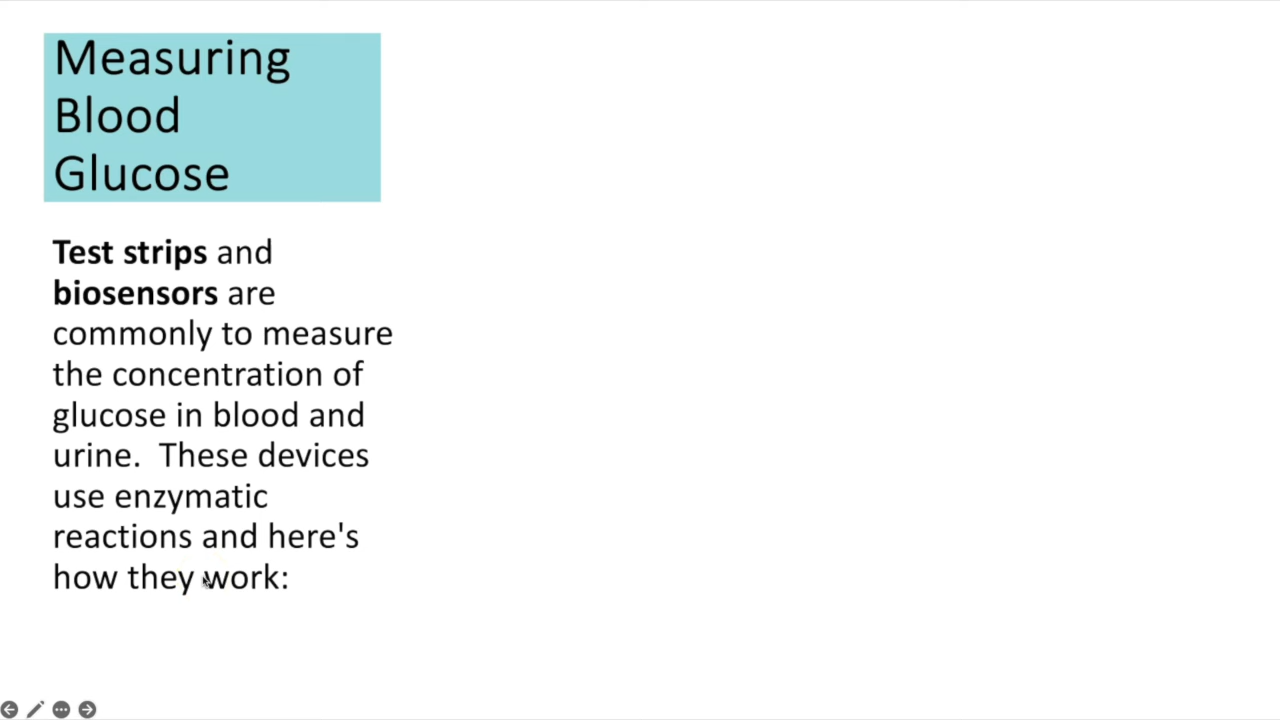 Measuring
Blood
Glucose
Test strips and
biosensors are
commonly to measure
the concentration of
glucose in blood and
urine.  These devices
use enzymatic
reactions and here's
how they work: